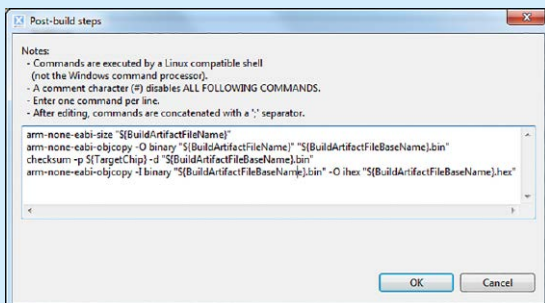 Post-build steps
Notes:
- Commands are executed by a Linux compatible shell
(not the Windows command processor).
- A comment character (#) disables ALL FOLLOWING COMMANDS.
- Enter one command per line.
- After editing, commands are concatenated with a ';' separator.
arm-none-eabi-size "${BuildArtifactFileName}"
arm-none-eabi-objcopy -O binary "${BuildArtifactFileName}" "${BuildArtifactFileBaseName}.bin"
checksum -p ${TargetChip} -d "${BuildArtifactFileBaseName}.bin"
arm-none-eabi-objcopy -I binary "${BuildArtifactFileBaseName}.bin" -O ihex "${BuildArtifactFileBaseName}.hex"
OK
Cancel